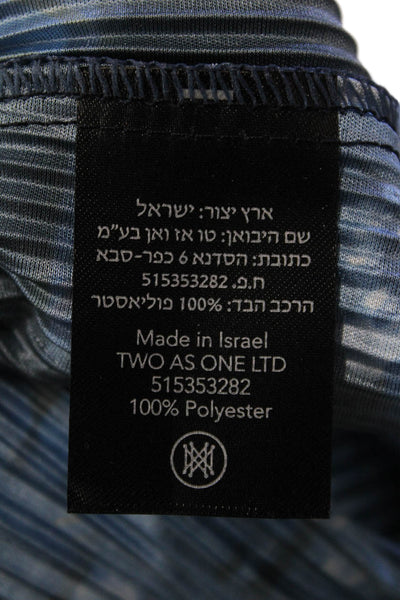 ארץ יצור: ישראל
שם היבואן: טו אז ואן בע"מ
כתובת: הסדנא 6 כפר-סבא
ח.פ. 515353282
הרכב הבד: 100% פוליאסטר
Made in Israel
TWO AS ONE LTD
515353282
100% Polyester